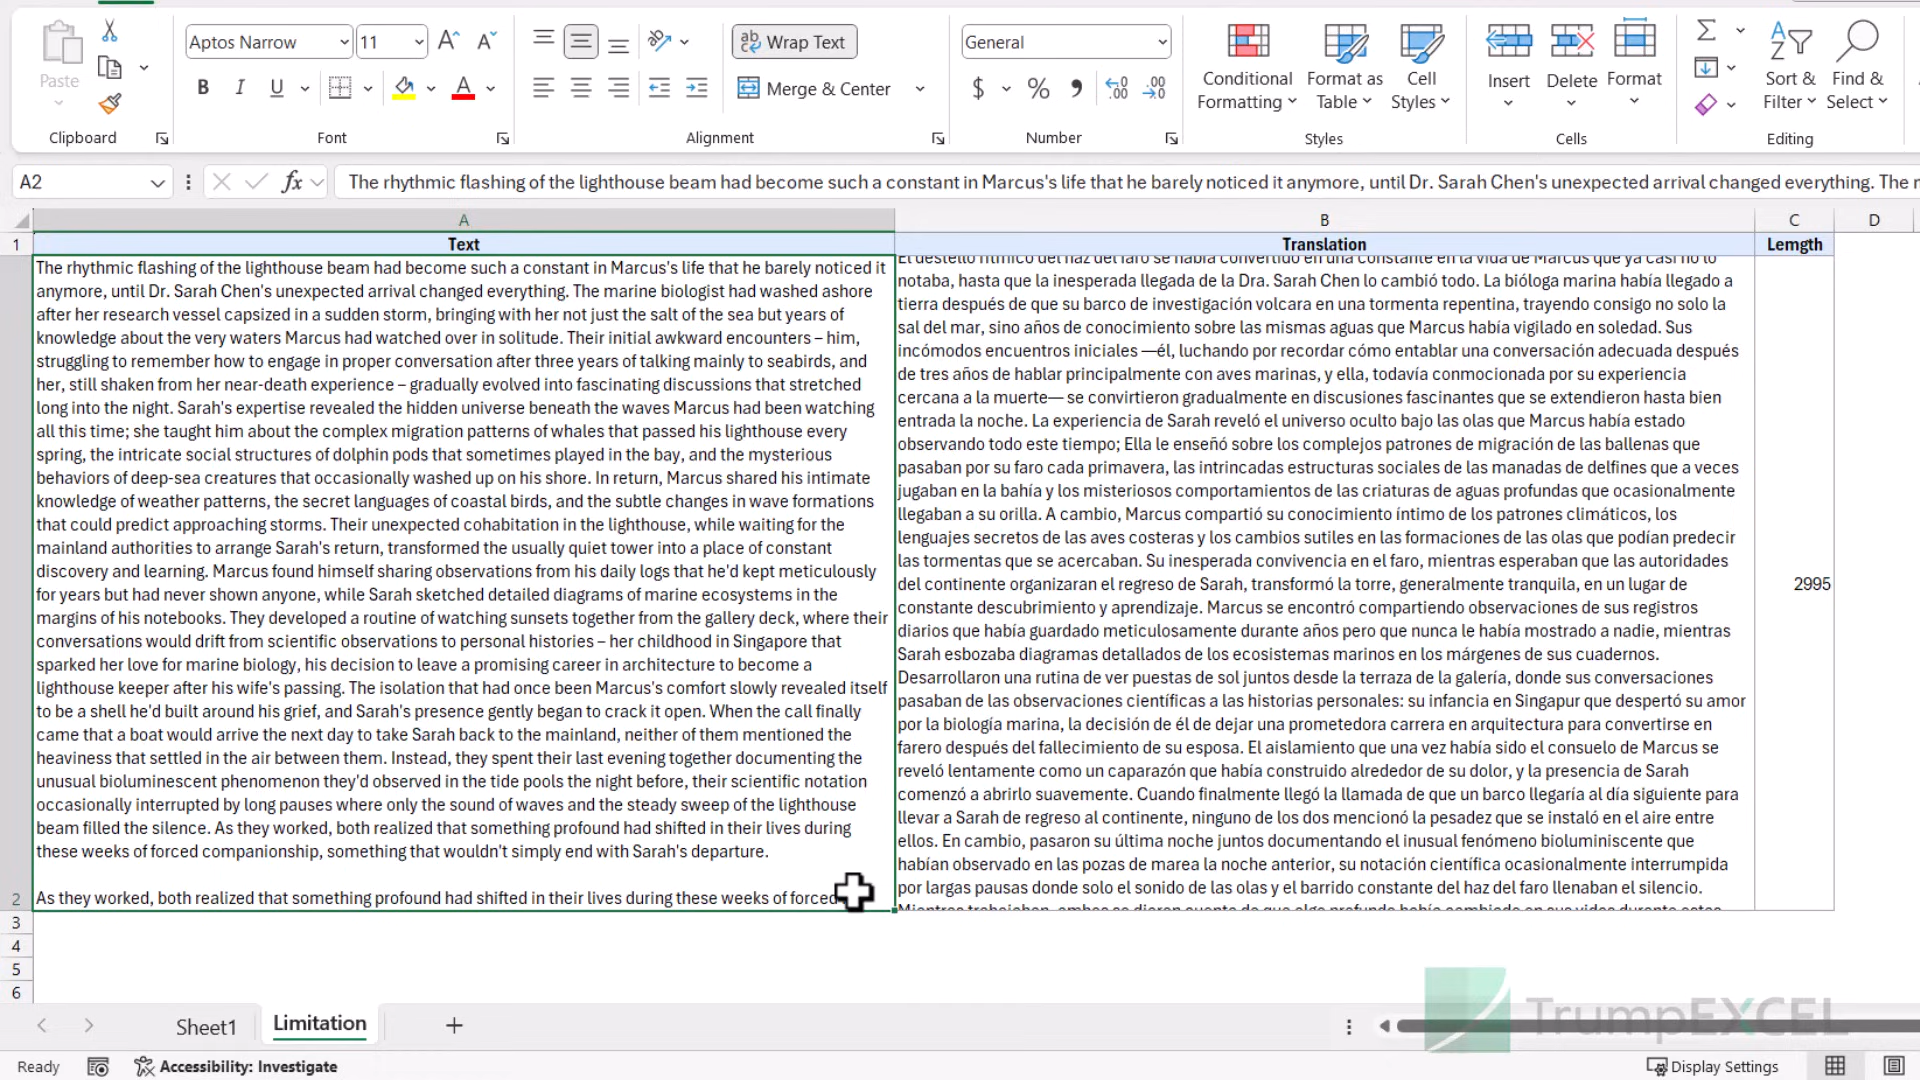 Aptos Narrow
11
Wrap Text
General
Paste
B I U
Merge & Center
$ % 9
Conditional Formatting
Format as Table
Cell Styles
Insert
Delete
Format
Sort & Filter
Find & Select
Clipboard
Font
Alignment
Number
Styles
Cells
Editing
A2
fx
The rhythmic flashing of the lighthouse beam had become such a constant in Marcus's life that he barely noticed it anymore, until Dr. Sarah Chen's unexpected arrival changed everything. The
A
B
C
D
1
Text
Translation
Lemgth
The rhythmic flashing of the lighthouse beam had become such a constant in Marcus's life that he barely noticed it
anymore, until Dr. Sarah Chen's unexpected arrival changed everything. The marine biologist had washed ashore
after her research vessel capsized in a sudden storm, bringing with her not just the salt of the sea but years of
knowledge about the very waters Marcus had watched over in solitude. Their initial awkward encounters – him,
struggling to remember how to engage in proper conversation after three years of talking mainly to seabirds, and
her, still shaken from her near-death experience – gradually evolved into fascinating discussions that stretched
long into the night. Sarah's expertise revealed the hidden universe beneath the waves Marcus had been watching
all this time; she taught him about the complex migration patterns of whales that passed his lighthouse every
spring, the intricate social structures of dolphin pods that sometimes played in the bay, and the mysterious
behaviors of deep-sea creatures that occasionally washed up on his shore. In return, Marcus shared his intimate
knowledge of weather patterns, the secret languages of coastal birds, and the subtle changes in wave formations
that could predict approaching storms. Their unexpected cohabitation in the lighthouse, while waiting for the
mainland authorities to arrange Sarah's return, transformed the usually quiet tower into a place of constant
discovery and learning. Marcus found himself sharing observations from his daily logs that he'd kept meticulously
for years but had never shown anyone, while Sarah sketched detailed diagrams of marine ecosystems in the
margins of his notebooks. They developed a routine of watching sunsets together from the gallery deck, where their
conversations would drift from scientific observations to personal histories – her childhood in Singapore that
sparked her love for marine biology, his decision to leave a promising career in architecture to become a
lighthouse keeper after his wife's passing. The isolation that had once been Marcus's comfort slowly revealed itself
to be a shell he'd built around his grief, and Sarah's presence gently began to crack it open. When the call finally
came that a boat would arrive the next day to take Sarah back to the mainland, neither of them mentioned the
heaviness that settled in the air between them. Instead, they spent their last evening together documenting the
unusual bioluminescent phenomenon they'd observed in the tide pools the night before, their scientific notation
occasionally interrupted by long pauses where only the sound of waves and the steady sweep of the lighthouse
beam filled the silence. As they worked, both realized that something profound had shifted in their lives during
these weeks of forced companionship, something that wouldn't simply end with Sarah's departure.
As they worked, both realized that something profound had shifted in their lives during these weeks of forced
El destello rítmico del haz del faro se había convertido en una constante en la vida de Marcus que ya casi no lo
notaba, hasta que la inesperada llegada de la Dra. Sarah Chen lo cambió todo. La bióloga marina había llegado a
tierra después de que su barco de investigación volcara en una tormenta repentina, trayendo consigo no solo la
sal del mar, sino años de conocimiento sobre las mismas aguas que Marcus había vigilado en soledad. Sus
incómodos encuentros iniciales —él, luchando por recordar cómo entablar una conversación adecuada después
de tres años de hablar principalmente con aves marinas, y ella, todavía conmocionada por su experiencia
cercana a la muerte— se convirtieron gradualmente en discusiones fascinantes que se extendieron hasta bien
entrada la noche. La experiencia de Sarah reveló el universo oculto bajo las olas que Marcus había estado
observando todo este tiempo; Ella le enseñó sobre los complejos patrones de migración de las ballenas que
pasaban por su faro cada primavera, las intrincadas estructuras sociales de las manadas de delfines que a veces
jugaban en la bahía y los misteriosos comportamientos de las criaturas de aguas profundas que ocasionalmente
llegaban a su orilla. A cambio, Marcus compartió su conocimiento íntimo de los patrones climáticos, los
lenguajes secretos de las aves costeras y los cambios sutiles en las formaciones de las olas que podían predecir
las tormentas que se acercaban. Su inesperada convivencia en el faro, mientras esperaban que las autoridades
del continente organizaran el regreso de Sarah, transformó la torre, generalmente tranquila, en un lugar de
constante descubrimiento y aprendizaje. Marcus se encontró compartiendo observaciones de sus registros
diarios que había guardado meticulosamente durante años pero que nunca le había mostrado a nadie, mientras
Sarah esbozaba diagramas detallados de los ecosistemas marinos en los márgenes de sus cuadernos.
Desarrollaron una rutina de ver puestas de sol juntos desde la terraza de la galería, donde sus conversaciones
pasaban de las observaciones científicas a las historias personales: su infancia en Singapur que despertó su amor
por la biología marina, la decisión de él de dejar una prometedora carrera en arquitectura para convertirse en
farero después del fallecimiento de su esposa. El aislamiento que una vez había sido el consuelo de Marcus se
reveló lentamente como un caparazón que había construido alrededor de su dolor, y la presencia de Sarah
comenzó a abrirlo suavemente. Cuando finalmente llegó la llamada de que un barco llegaría al día siguiente para
llevar a Sarah de regreso al continente, ninguno de los dos mencionó la pesadez que se instaló en el aire entre
ellos. En cambio, pasaron su última noche juntos documentando el inusual fenómeno bioluminiscente que
habían observado en las pozas de marea la noche anterior, su notación científica ocasionalmente interrumpida
por largas pausas donde solo el sonido de las olas y el barrido constante del haz del faro llenaban el silencio.
Mientras trabajaban, ambos se dieron cuenta de que algo profundo había cambiado en sus vidas durante estas
2995
2
3
4
5
6
Sheet1
Limitation
TrumpEXCEL
Ready
Accessibility: Investigate
Display Settings